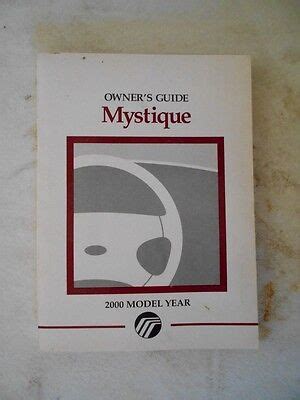 OWNER'S GUIDE
Mystique
2000 MODEL YEAR